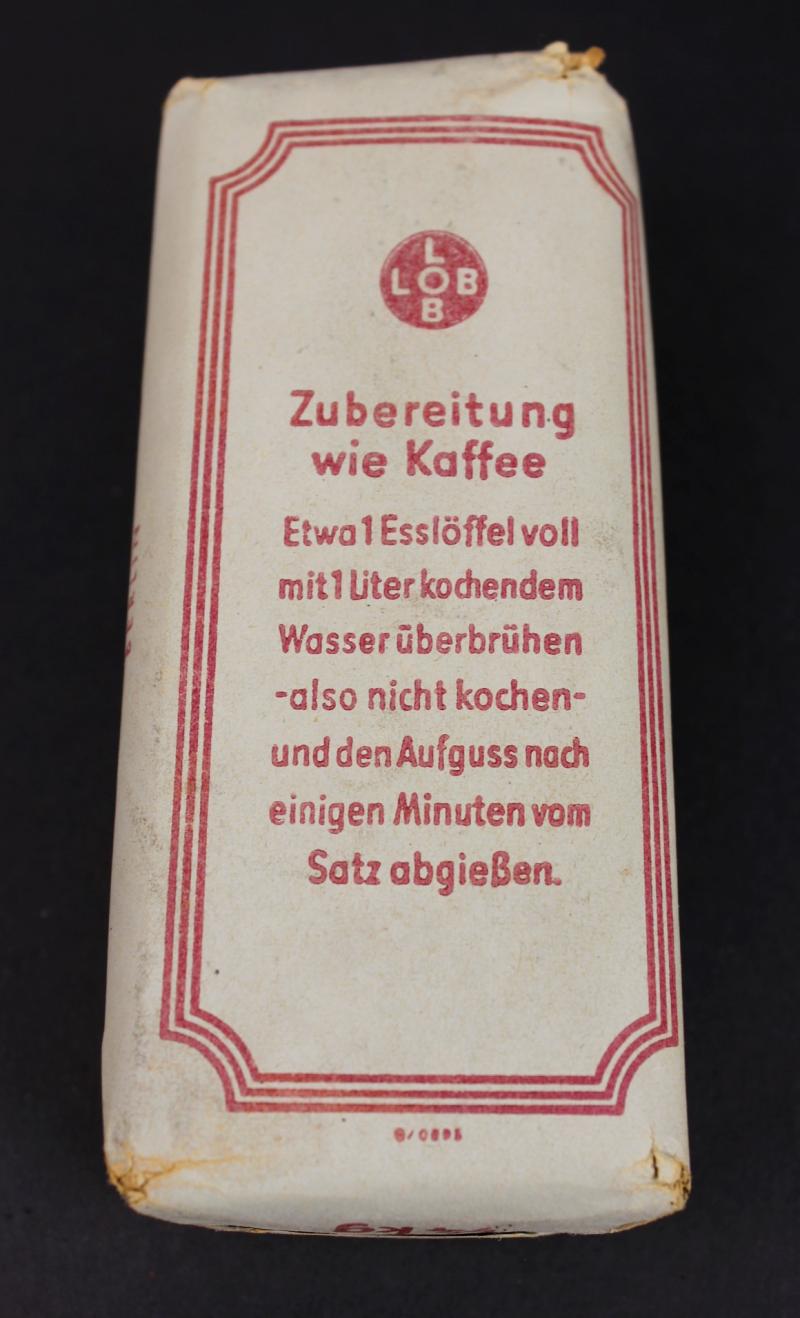 L
LOB
B
Zubereitung
wie Kaffee
Etwa 1 Esslöffel voll
mit 1 Liter kochendem
Wasser überbrühen
-also nicht kochen-
und den Aufguss nach
einigen Minuten vom
Satz abgießen.
kg